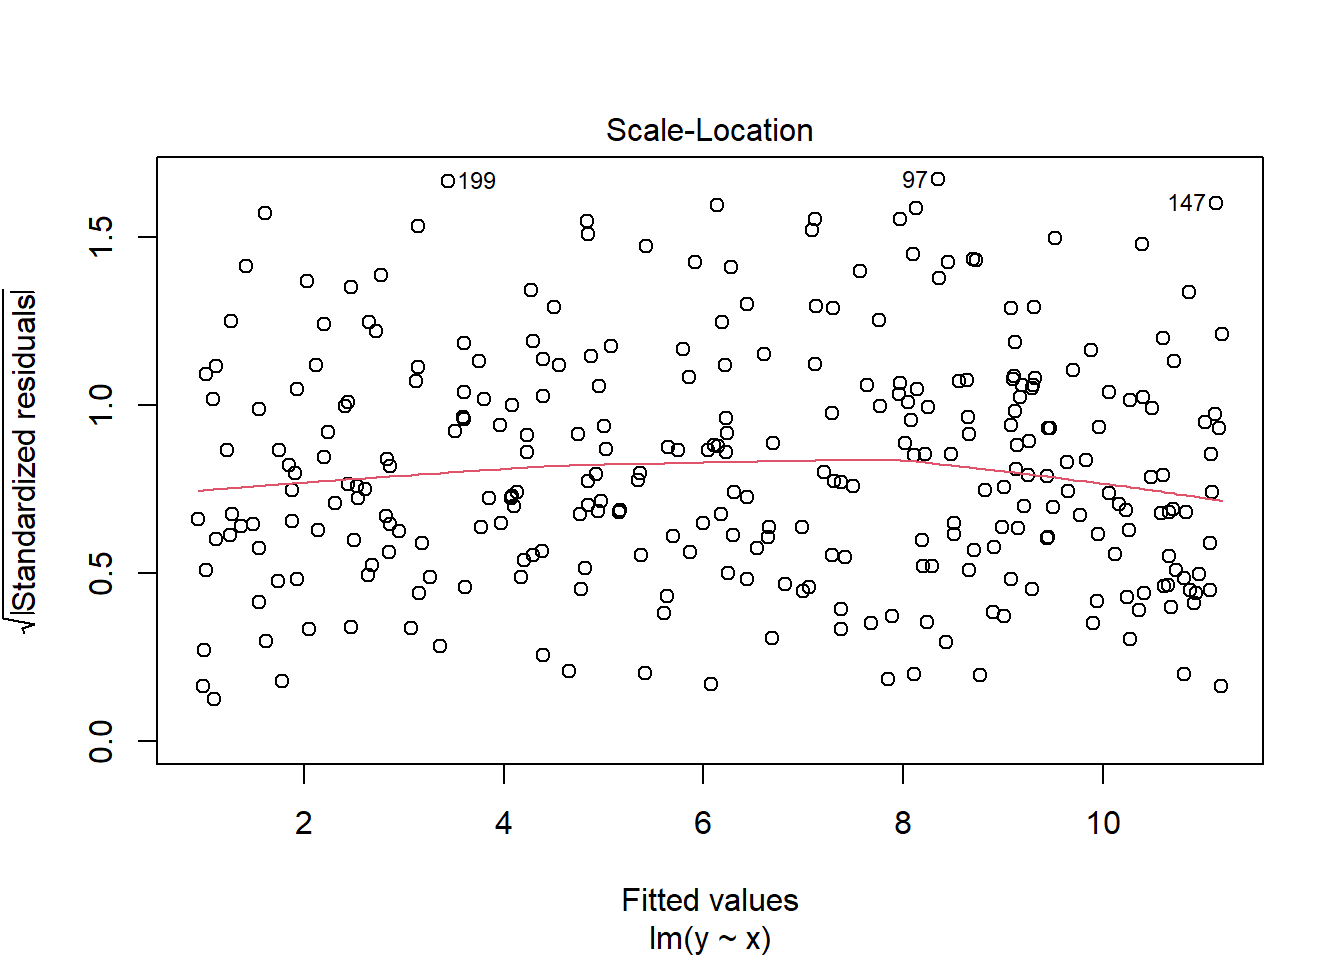 Scale-Location
199
97
147
√|Standardized residuals|
1.5
1.0
0.5
0.0
2 4 6 8 10
Fitted values
lm(y ~ x)